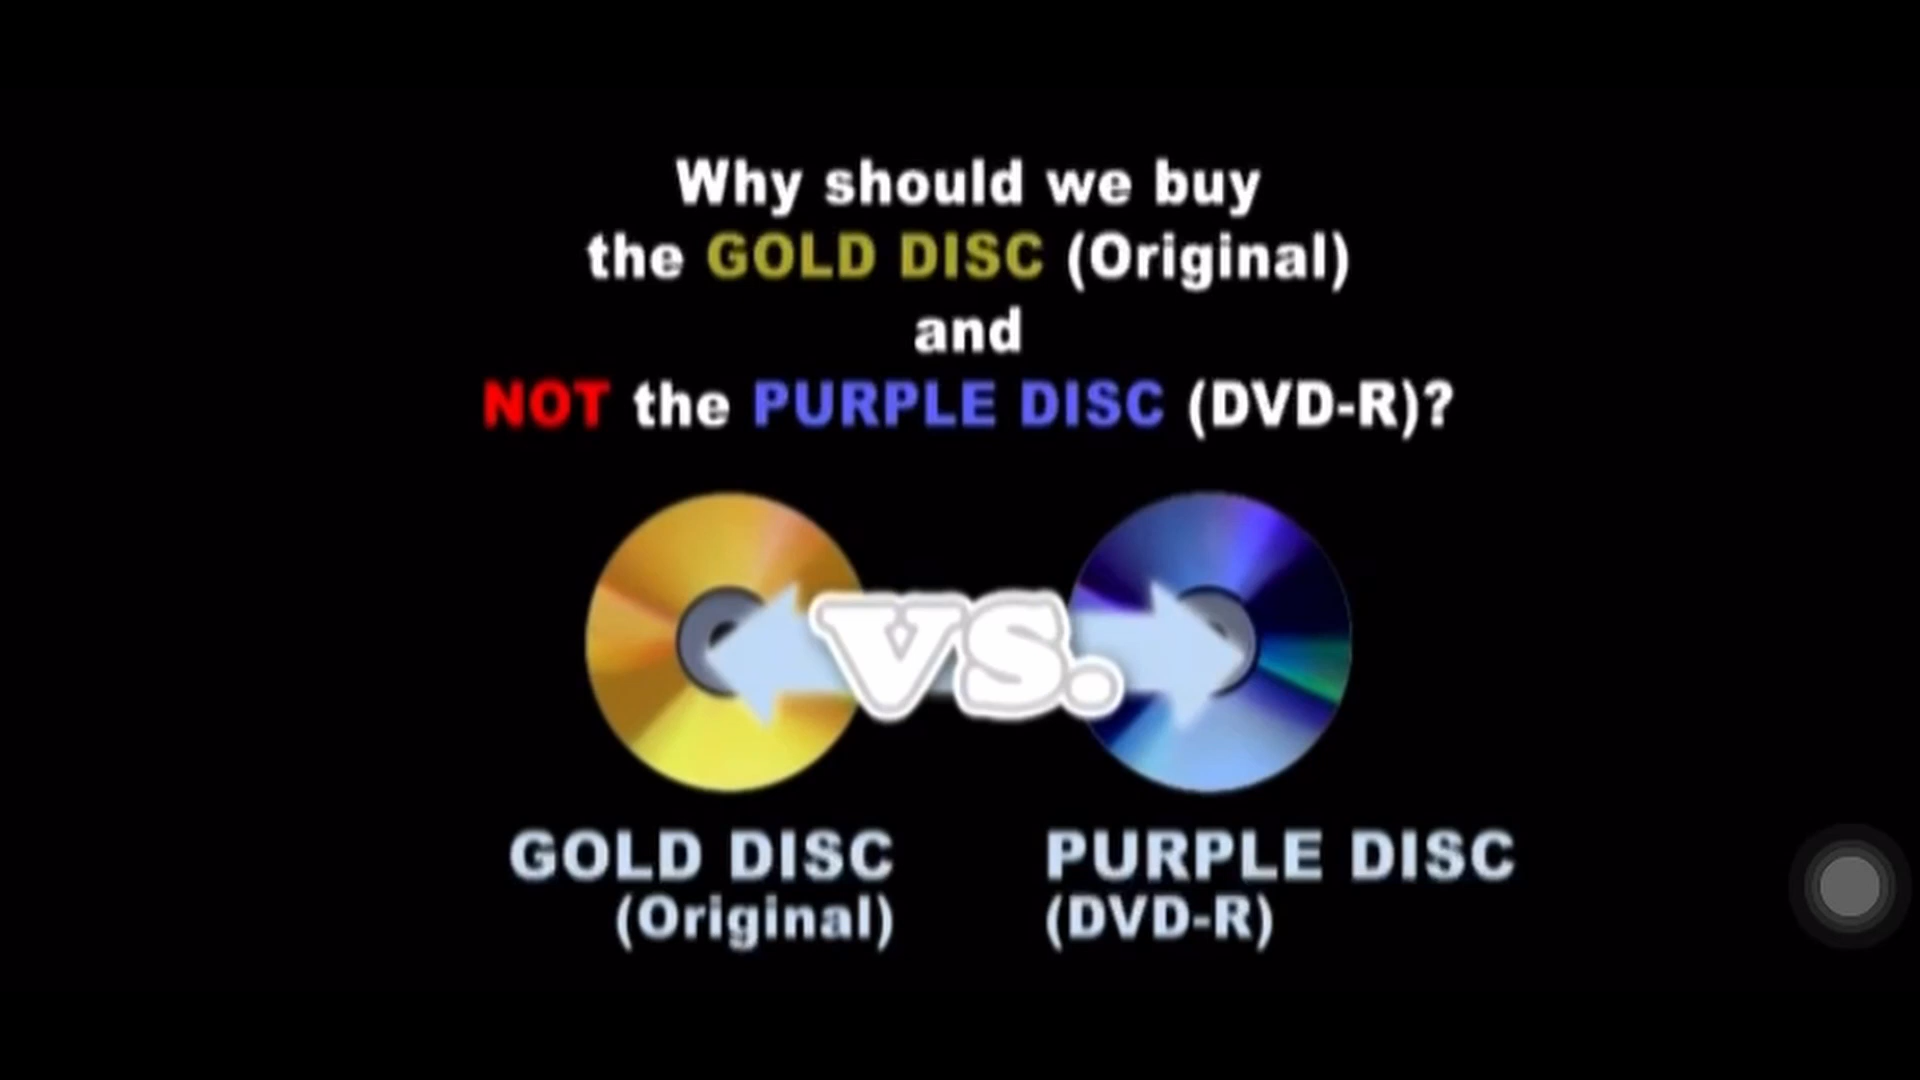 Why should we buy
the GOLD DISC (Original)
and
NOT the PURPLE DISC (DVD-R)?
vs.
GOLD DISC
(Original)
PURPLE DISC
(DVD-R)